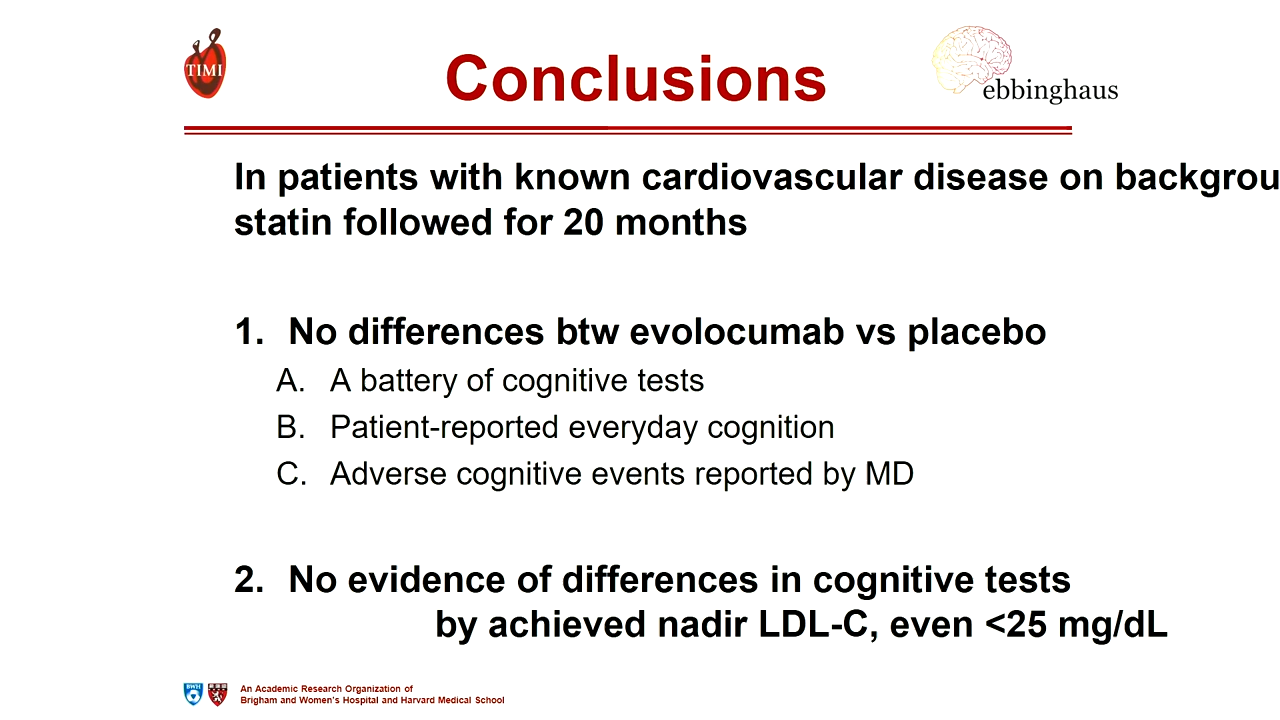 TIMI
Conclusions
ebbinghaus
In patients with known cardiovascular disease on backgrou
statin followed for 20 months
1. No differences btw evolocumab vs placebo
A. A battery of cognitive tests
B. Patient-reported everyday cognition
C. Adverse cognitive events reported by MD
2. No evidence of differences in cognitive tests
by achieved nadir LDL-C, even <25 mg/dL
BWH
An Academic Research Organization of
Brigham and Women's Hospital and Harvard Medical School